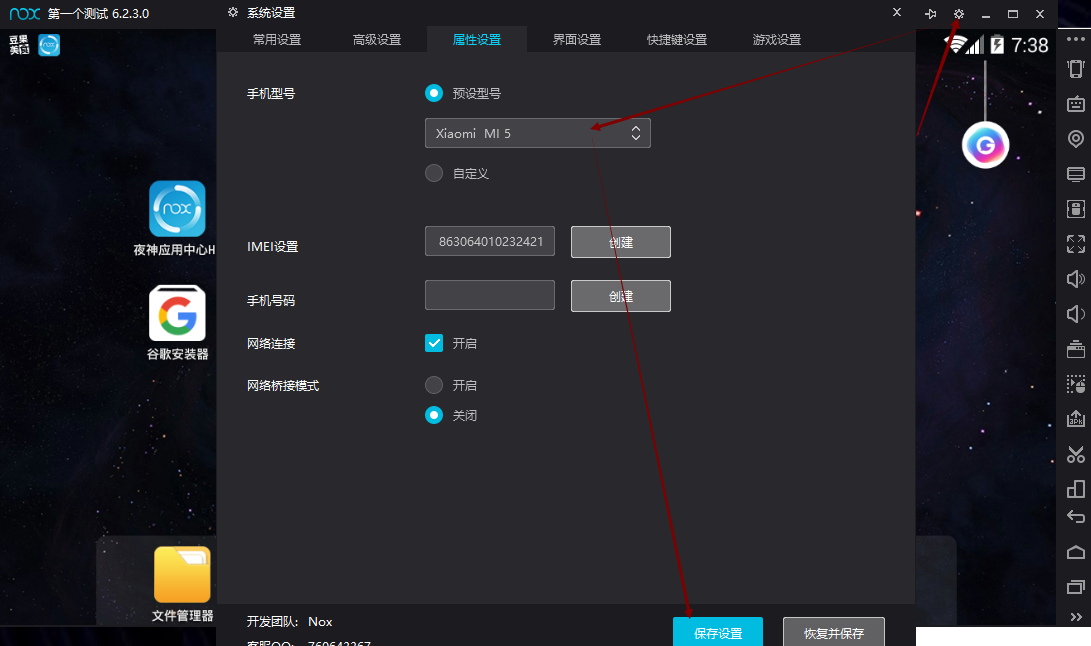 nox 第一个测试 6.2.3.0
系统设置
常用设置 高级设置 属性设置 界面设置 快捷键设置 游戏设置
豆果
美食
nox
7:38
手机型号
预设型号
Xiaomi MI 5
自定义
G
nox
夜神应用中心H
IMEI设置
863064010232421
创建
手机号码
创建
G
谷歌安装器
网络连接
开启
网络桥接模式
开启
关闭
APK
文件管理器
开发团队: Nox
保存设置
恢复并保存